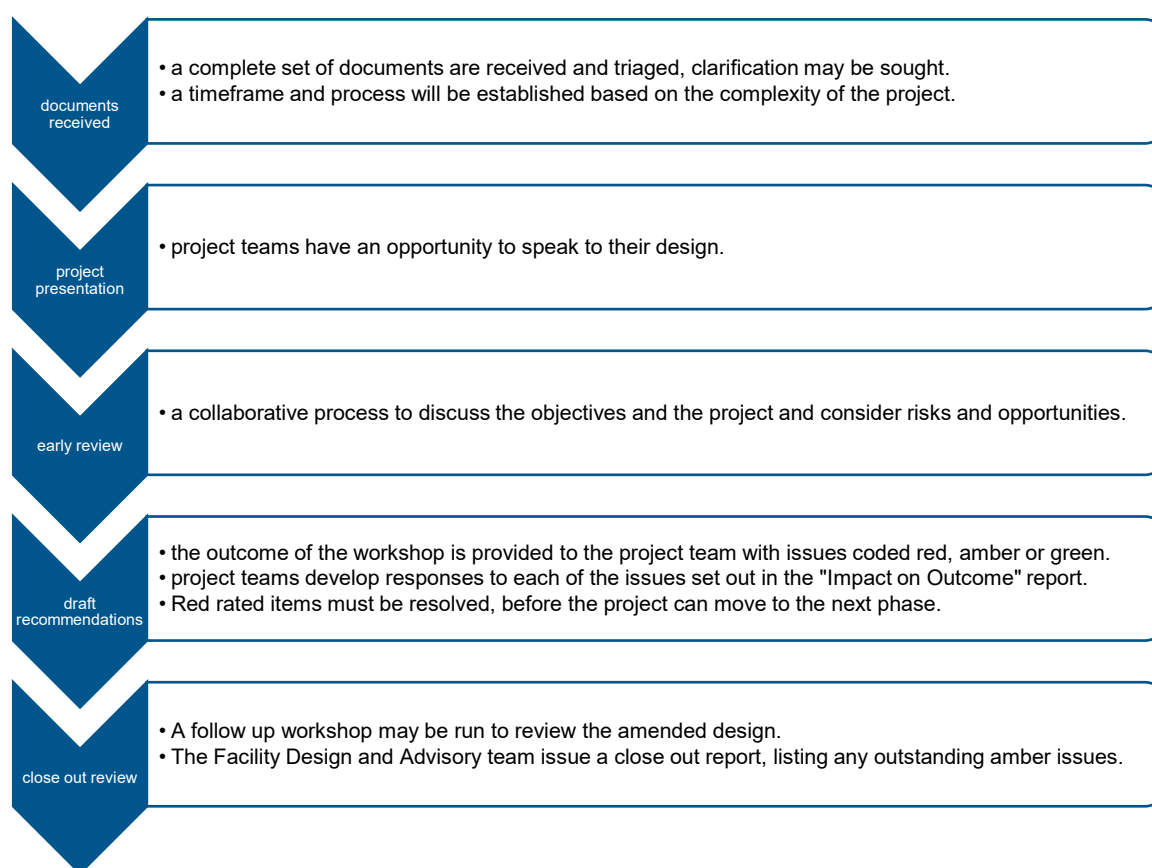 documents
received
• a complete set of documents are received and triaged, clarification may be sought.
• a timeframe and process will be established based on the complexity of the project.
project
presentation
• project teams have an opportunity to speak to their design.
early review
• a collaborative process to discuss the objectives and the project and consider risks and opportunities.
draft
recommendations
• the outcome of the workshop is provided to the project team with issues coded red, amber or green.
• project teams develop responses to each of the issues set out in the "Impact on Outcome" report.
• Red rated items must be resolved, before the project can move to the next phase.
close out review
• A follow up workshop may be run to review the amended design.
• The Facility Design and Advisory team issue a close out report, listing any outstanding amber issues.